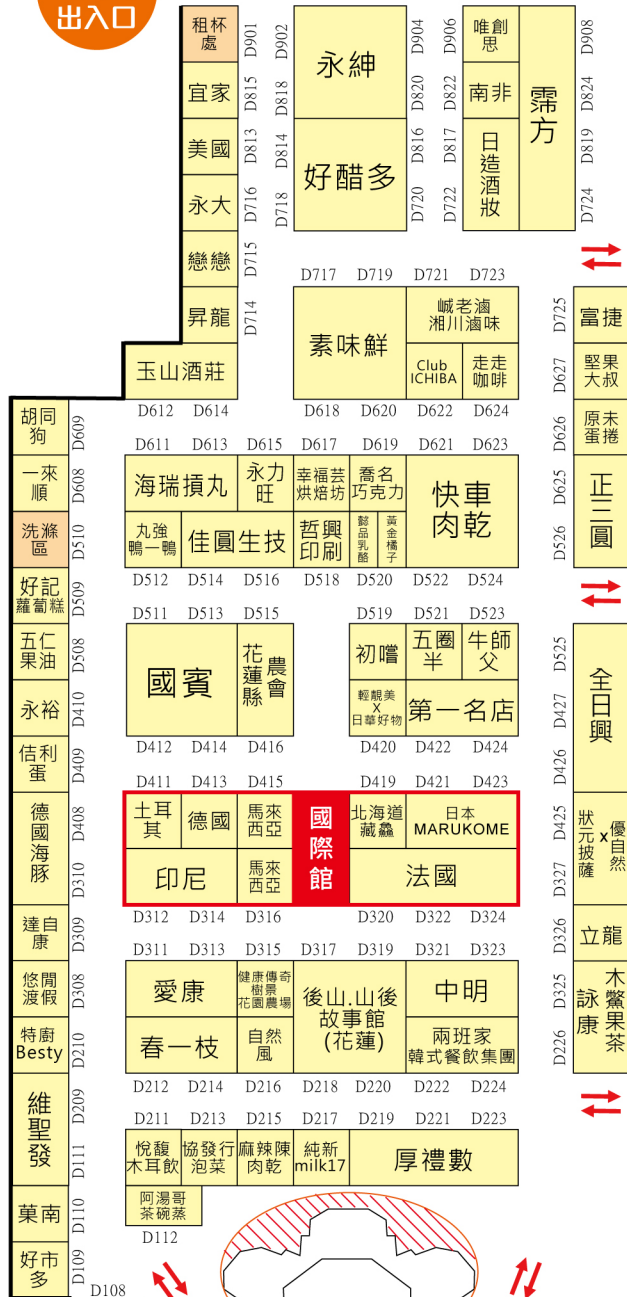 出入口
租杯
處
D901
D902
永紳
D904
D906
唯創
思
D908
宜家
D815
D818
D820
D822
南非
霈方
D824
美國
D813
D814
好醋多
D816
D817
日造酒妝
D819
永大
D716
D718
D720
D722
D724
戀戀
D715
D717 D719 D721 D723
昇龍
D714
素味鮮
鹹老滷
湘川滷味
D725
富捷
玉山酒莊
Club
ICHIBA
走走
咖啡
D627
堅果
大叔
D612 D614 D618 D620 D622 D624
胡同
狗
D609
D626
原未
蛋捲
D611 D613 D615 D617 D619 D621 D623
一來
順
D608
海瑞摃丸
永力
旺
幸福芸
烘焙坊
喬名
巧克力
快車
肉乾
D625
正三圓
洗滌
區
D510
丸強
鴨一鴨
佳圓生技
哲興
印刷
懿品乳酪
黃金橘子
D526
D512 D514 D516 D518 D520 D522 D524
好記
蘿蔔糕
D509
D511 D513 D515 D519 D521 D523
五仁
果油
D508
國賓
花蓮縣
農會
初嚐
五圈
半
牛師
父
D525
全日興
永裕
D410
輕靚美
X
日華好物
第一名店
D427
D412 D414 D416 D420 D422 D424
佶利
蛋
D409
D426
D411 D413 D415 D419 D421 D423
德國海豚
D408
土耳
其
德國
馬來
西亞
國際館
北海道
藏鱻
日本
MARUKOME
D425
狀元披薩
x
優自然
D310
印尼
馬來
西亞
法國
D327
D312 D314 D316 D320 D322 D324
達自
康
D309
D326
立龍
D311 D313 D315 D317 D319 D321 D323
悠閒
渡假
D308
愛康
健康傳奇
樹景
花園農場
後山.山後
故事館
(花蓮)
中明
D325
詠康
木鱉果茶
特廚
Besty
D210
春一枝
自然
風
兩班家
韓式餐飲集團
D226
D212 D214 D216 D218 D220 D222 D224
維聖發
D209
D211 D213 D215 D217 D219 D221 D223
D111
悅馥
木耳飲
協發行
泡菜
麻辣陳
肉乾
純新
milk17
厚禮數
菓南
D110
阿湯哥
茶碗蒸
D112
好市
多
D109
D108